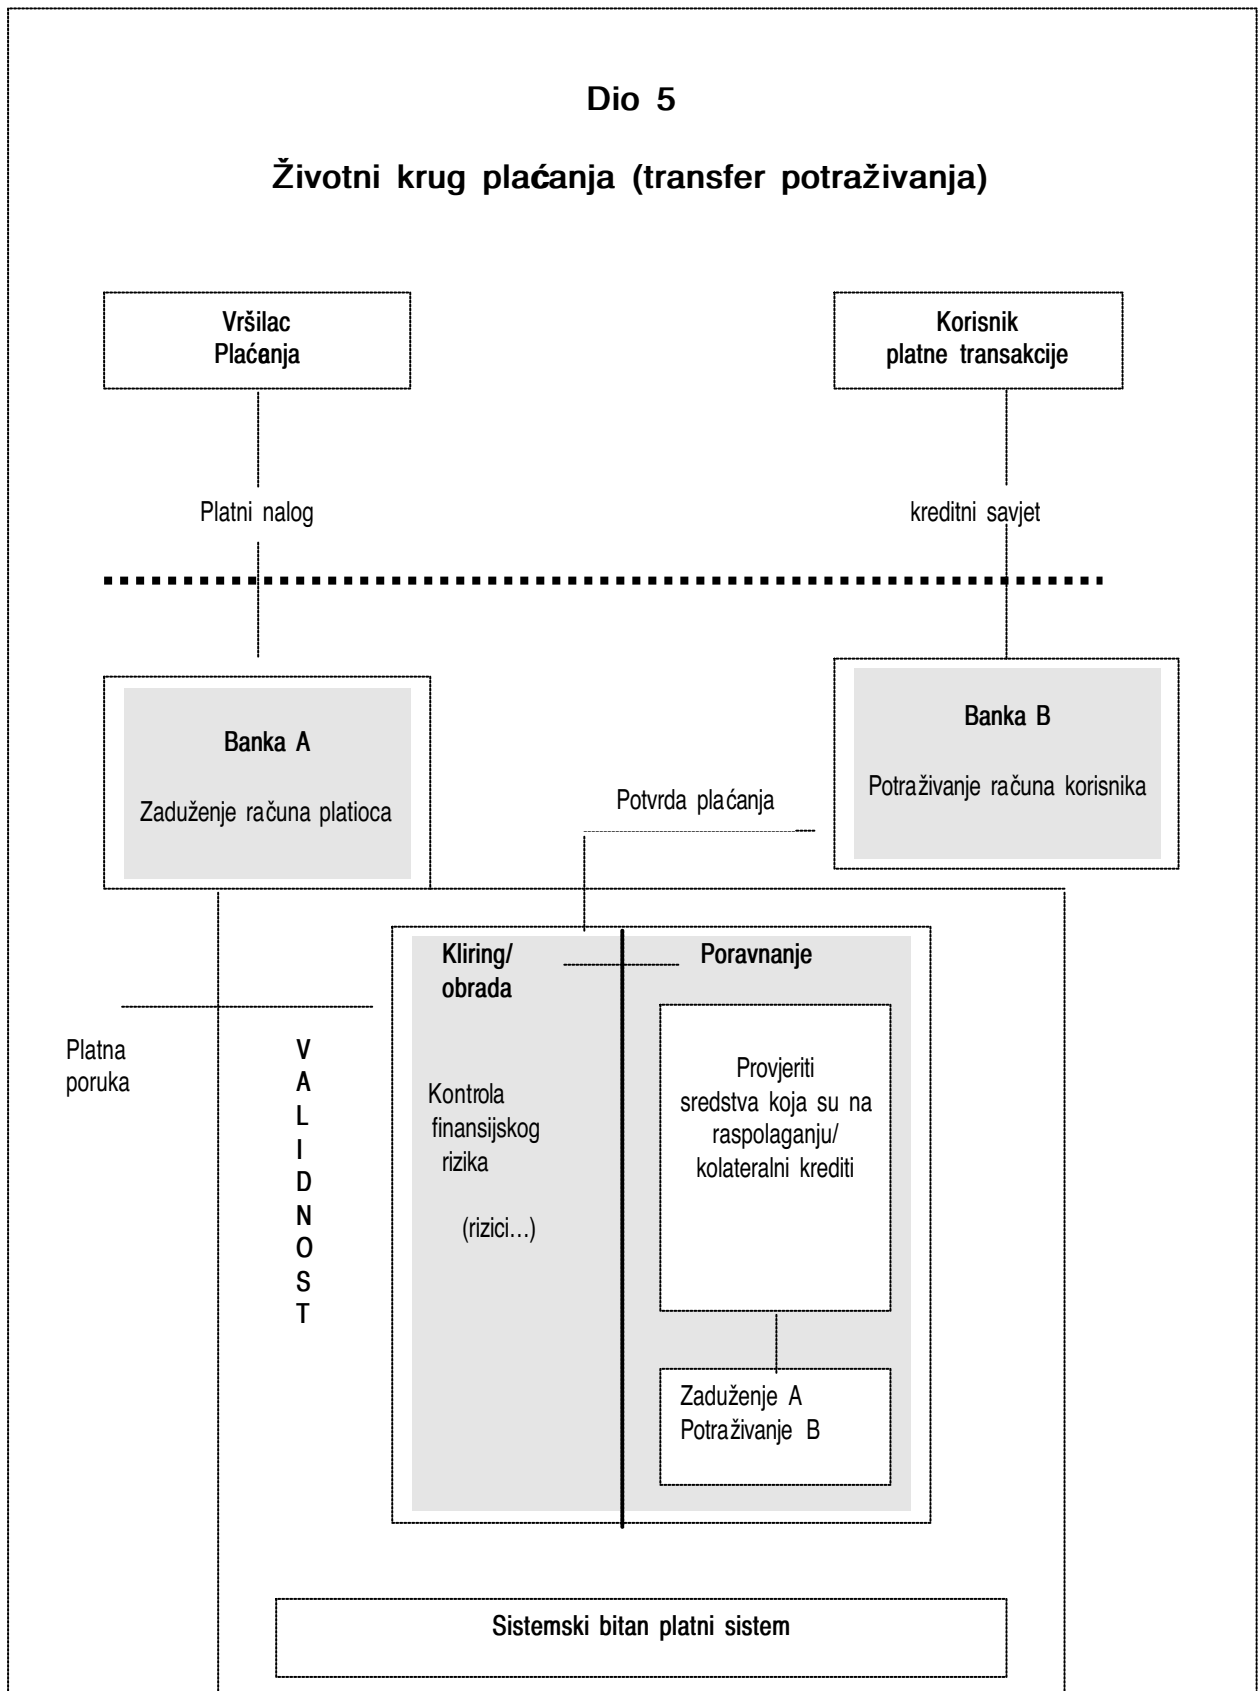 Dio 5
Životni krug plaćanja (transfer potraživanja)
Vršilac
Plaćanja
Korisnik
platne transakcije
Platni nalog
kreditni savjet
Banka A
Zaduženje računa platioca
Banka B
Potraživanje računa korisnika
Potvrda plaćanja
Kliring/
obrada
Poravnanje
Platna
poruka
V
A
L
I
D
N
O
S
T
Kontrola
finansijskog
rizika
(rizici...)
Provjeriti
sredstva koja su na
raspolaganju/
kolateralni krediti
Zaduženje A
Potraživanje B
Sistemski bitan platni sistem